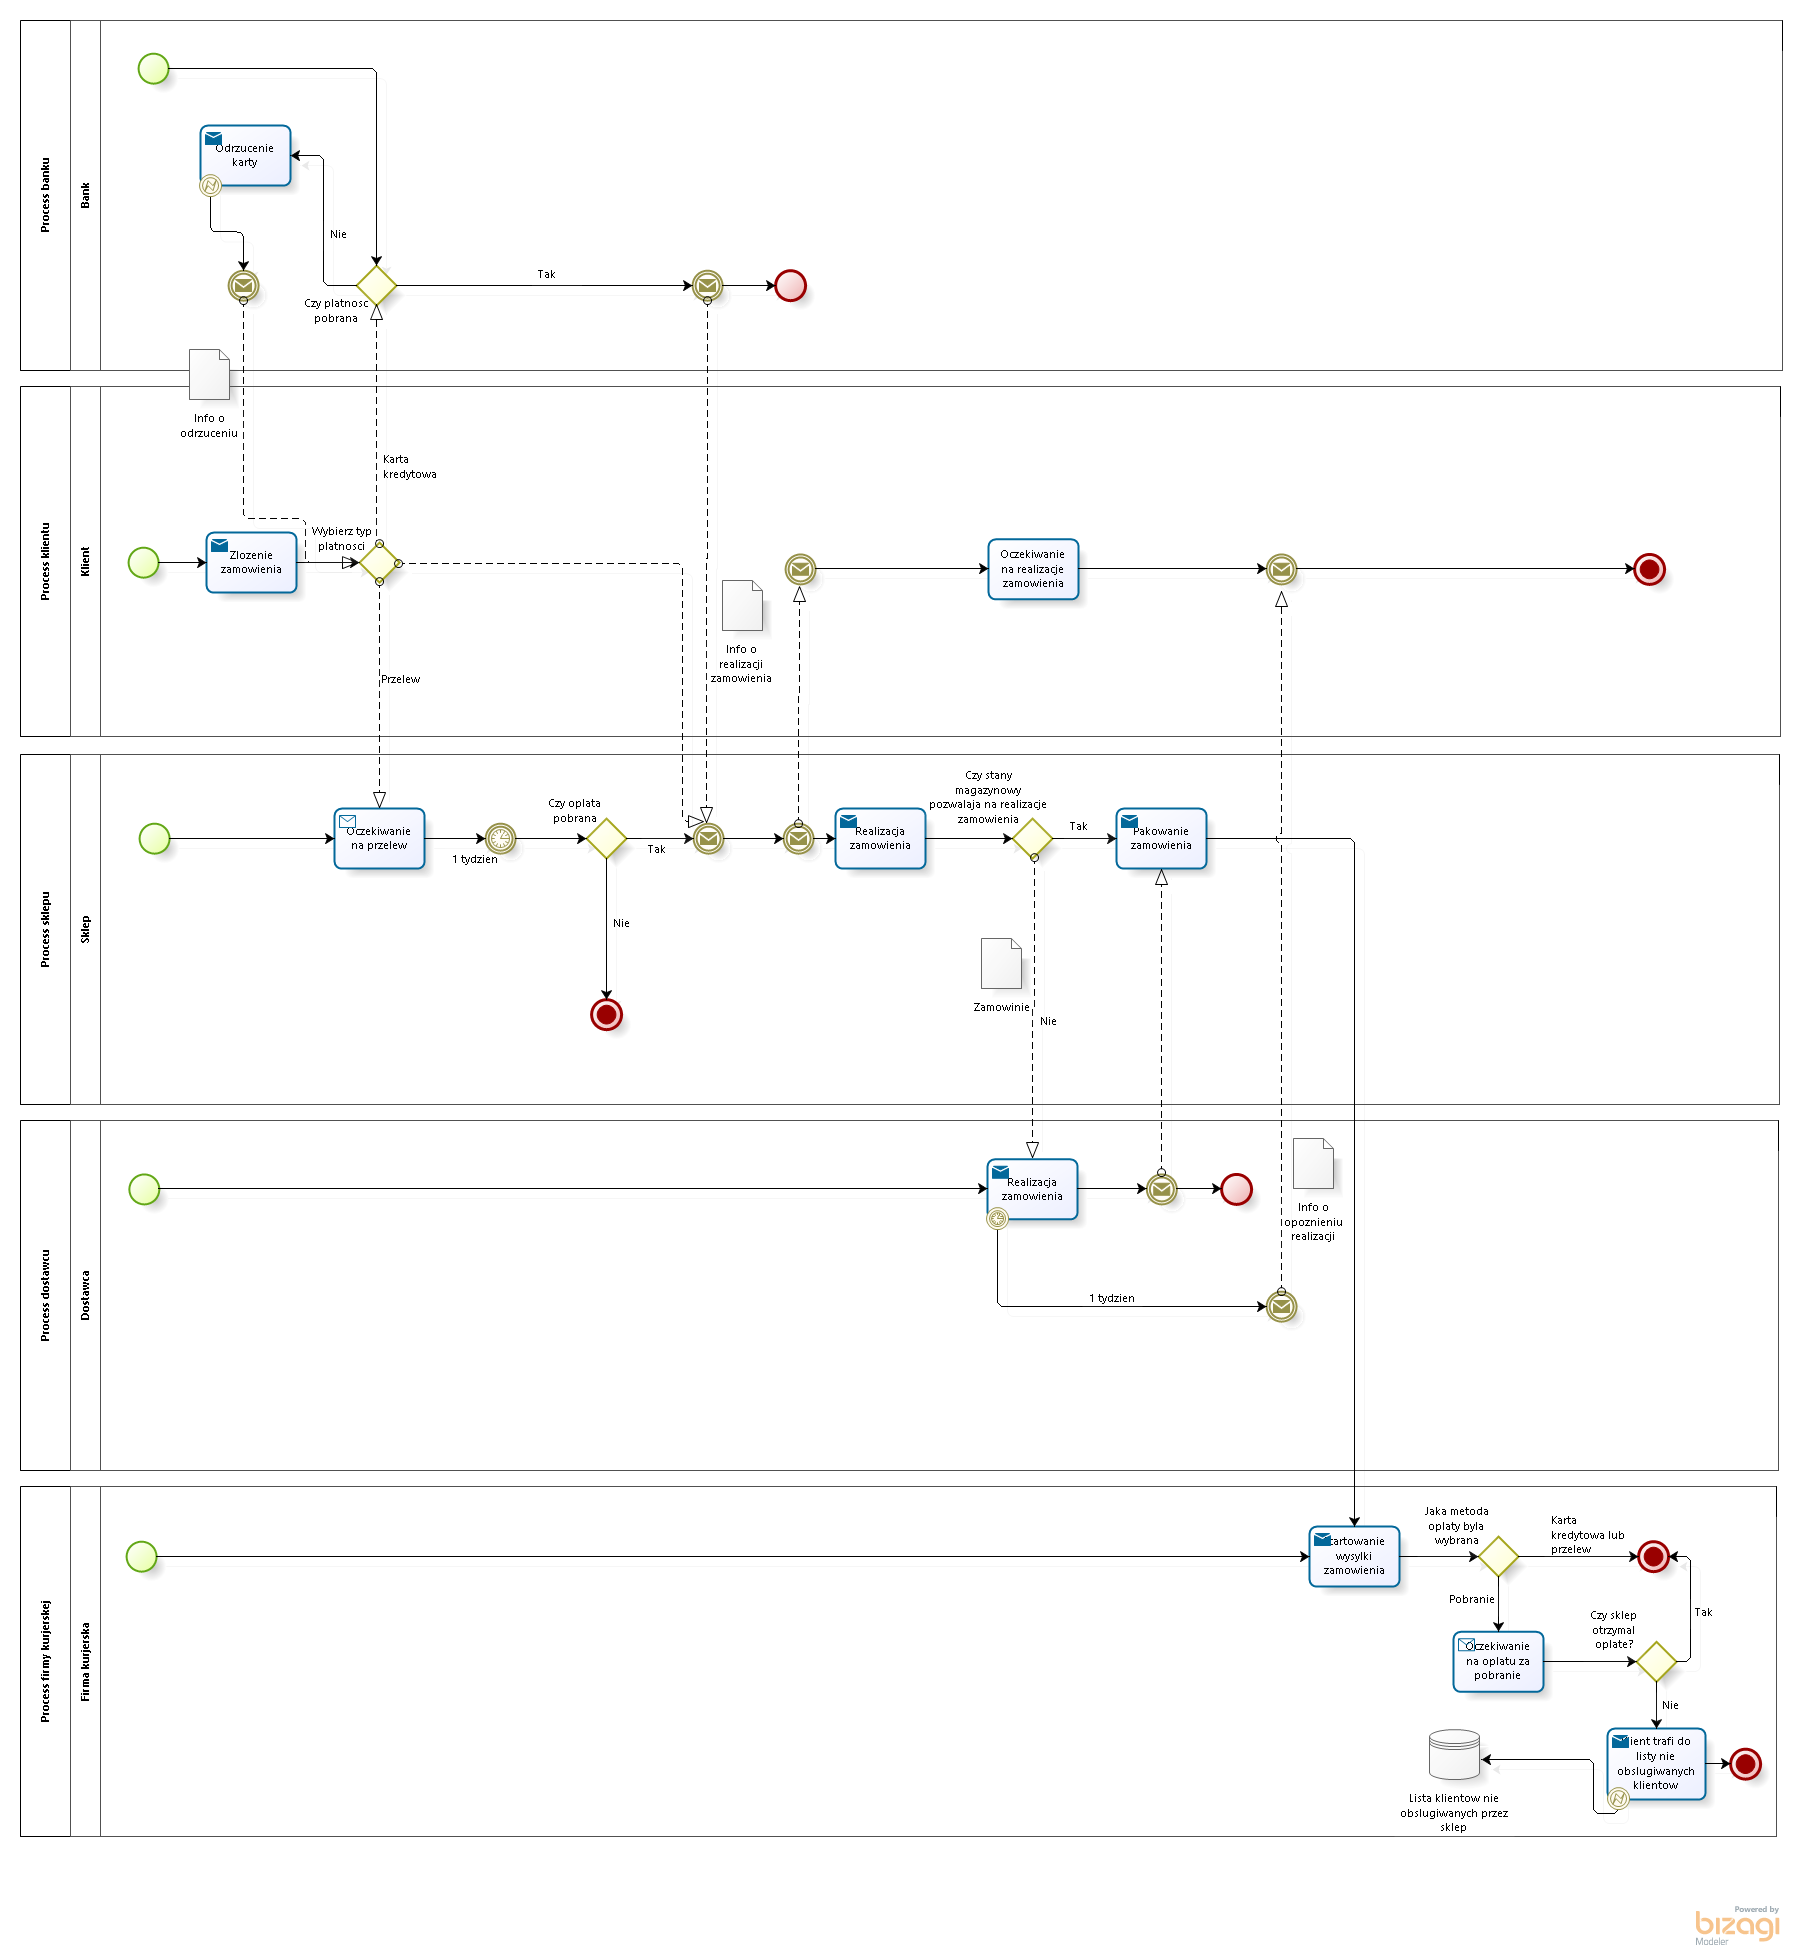 Process banku
Bank
Odrzucenie
karty
Nie
Tak
Czy platnosc
pobrana
Info o
odrzuceniu
Process klientu
Klient
Karta
kredytowa
Zlozenie
zamowienia
Wybierz typ
platnosci
Przelew
Info o
realizacji
zamowienia
Oczekiwanie
na realizacje
zamowienia
Process sklepu
Sklep
Oczekiwanie
na przelew
1 tydzien
Czy oplata
pobrana
Tak
Nie
Realizacja
zamowienia
Czy stany
magazynowy
pozwalaja na realizacje
zamowienia
Tak
Pakowanie
zamowienia
Zamowinie
Nie
Process dostawcu
Dostawca
Realizacja
zamowienia
1 tydzien
Info o
opoznieniu
realizacji
Process firmy kurjerskej
Firma kurjerska
tartowanie
wysylki
zamowienia
Jaka metoda
oplaty byla
wybrana
Karta
kredytowa lub
przelew
Pobranie
Oczekiwanie
na oplatu za
pobranie
Czy sklep
otrzymal
oplate?
Tak
Nie
lient trafi do
listy nie
obslugiwanych
klientow
Lista klientow nie
obslugiwanych przez
sklep
Powered by
bizagi
Modeler